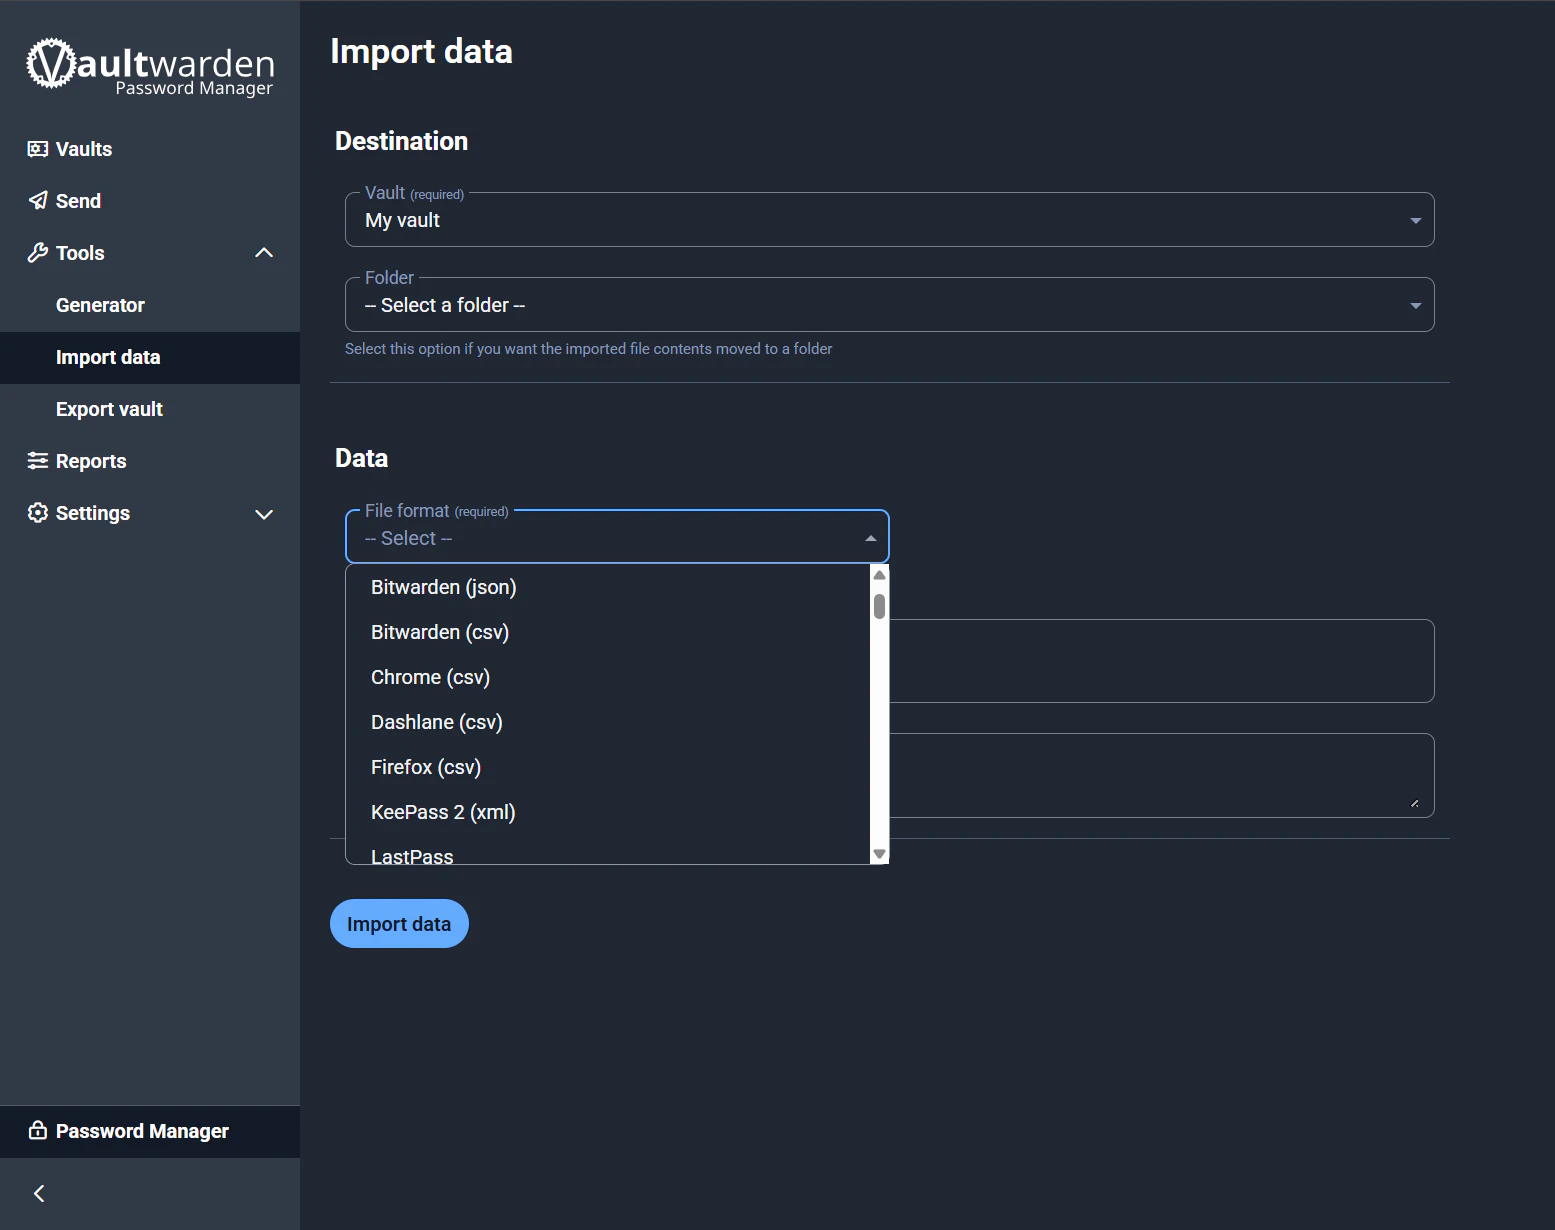 Vaultwarden
Password Manager
Vaults
Send
Tools
Generator
Import data
Export vault
Reports
Settings
Password Manager
Import data
Destination
Vault (required)
My vault
Folder
-- Select a folder --
Select this option if you want the imported file contents moved to a folder
Data
File format (required)
-- Select --
Bitwarden (json)
Bitwarden (csv)
Chrome (csv)
Dashlane (csv)
Firefox (csv)
KeePass 2 (xml)
LastPass
Import data